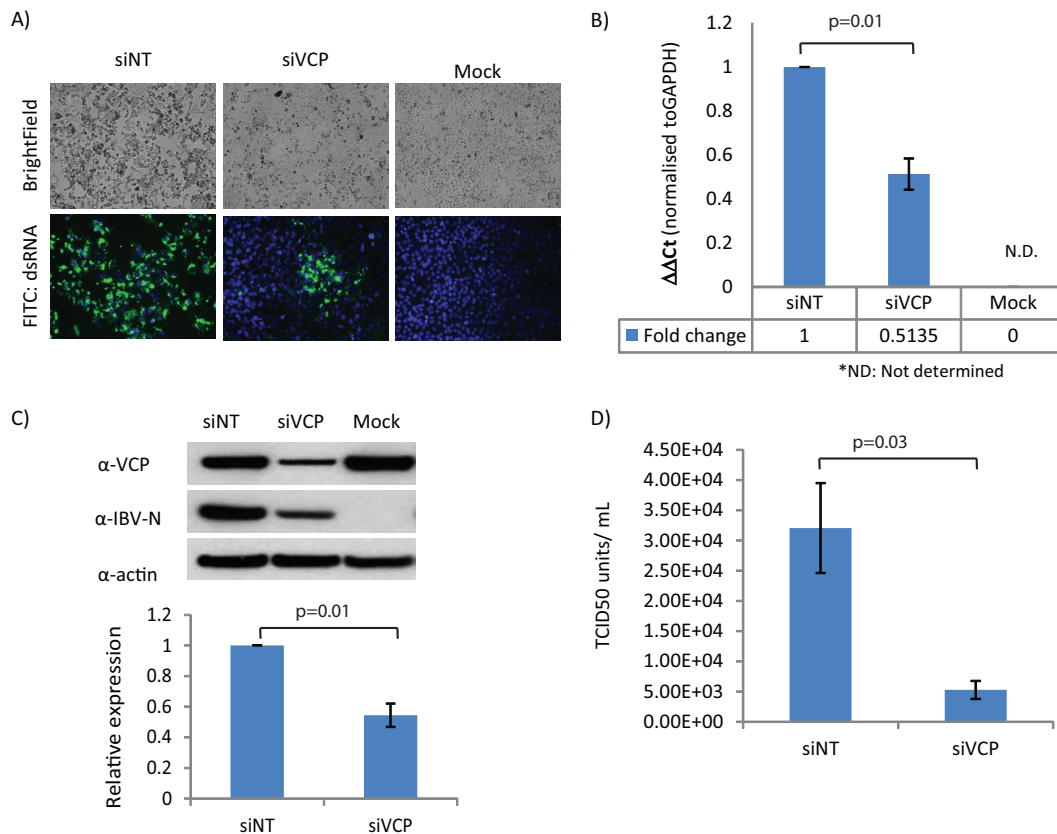 A)
siNT siVCP Mock
BrightField
FITC: dsRNA
B)
p=0.01
1.2
1
0.8
0.6
0.4
0.2
0
ΔΔCt (normalised toGAPDH)
N.D.
siNT siVCP Mock
Fold change 1 0.5135 0
*ND: Not determined
C)
siNT siVCP Mock
α-VCP
α-IBV-N
α-actin
p=0.01
1.2
1
0.8
0.6
0.4
0.2
0
Relative expression
siNT siVCP
D)
p=0.03
4.50E+04
4.00E+04
3.50E+04
3.00E+04
2.50E+04
2.00E+04
1.50E+04
1.00E+04
5.00E+03
0.00E+00
TCID50 units/ mL
siNT siVCP